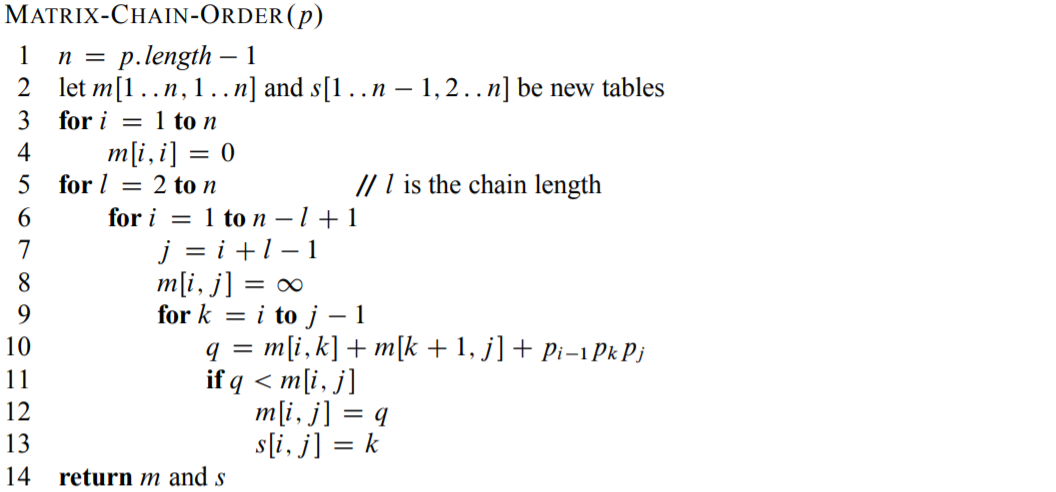 MATRIX-CHAIN-ORDER(p)
1 n = p.length − 1
2 let m[1..n, 1..n] and s[1..n − 1, 2..n] be new tables
3 for i = 1 to n
4 m[i, i] = 0
5 for l = 2 to n // l is the chain length
6 for i = 1 to n − l + 1
7 j = i + l − 1
8 m[i, j] = ∞
9 for k = i to j − 1
10 q = m[i, k] + m[k + 1, j] + pᵢ₋₁pₖpⱼ
11 if q < m[i, j]
12 m[i, j] = q
13 s[i, j] = k
14 return m and s